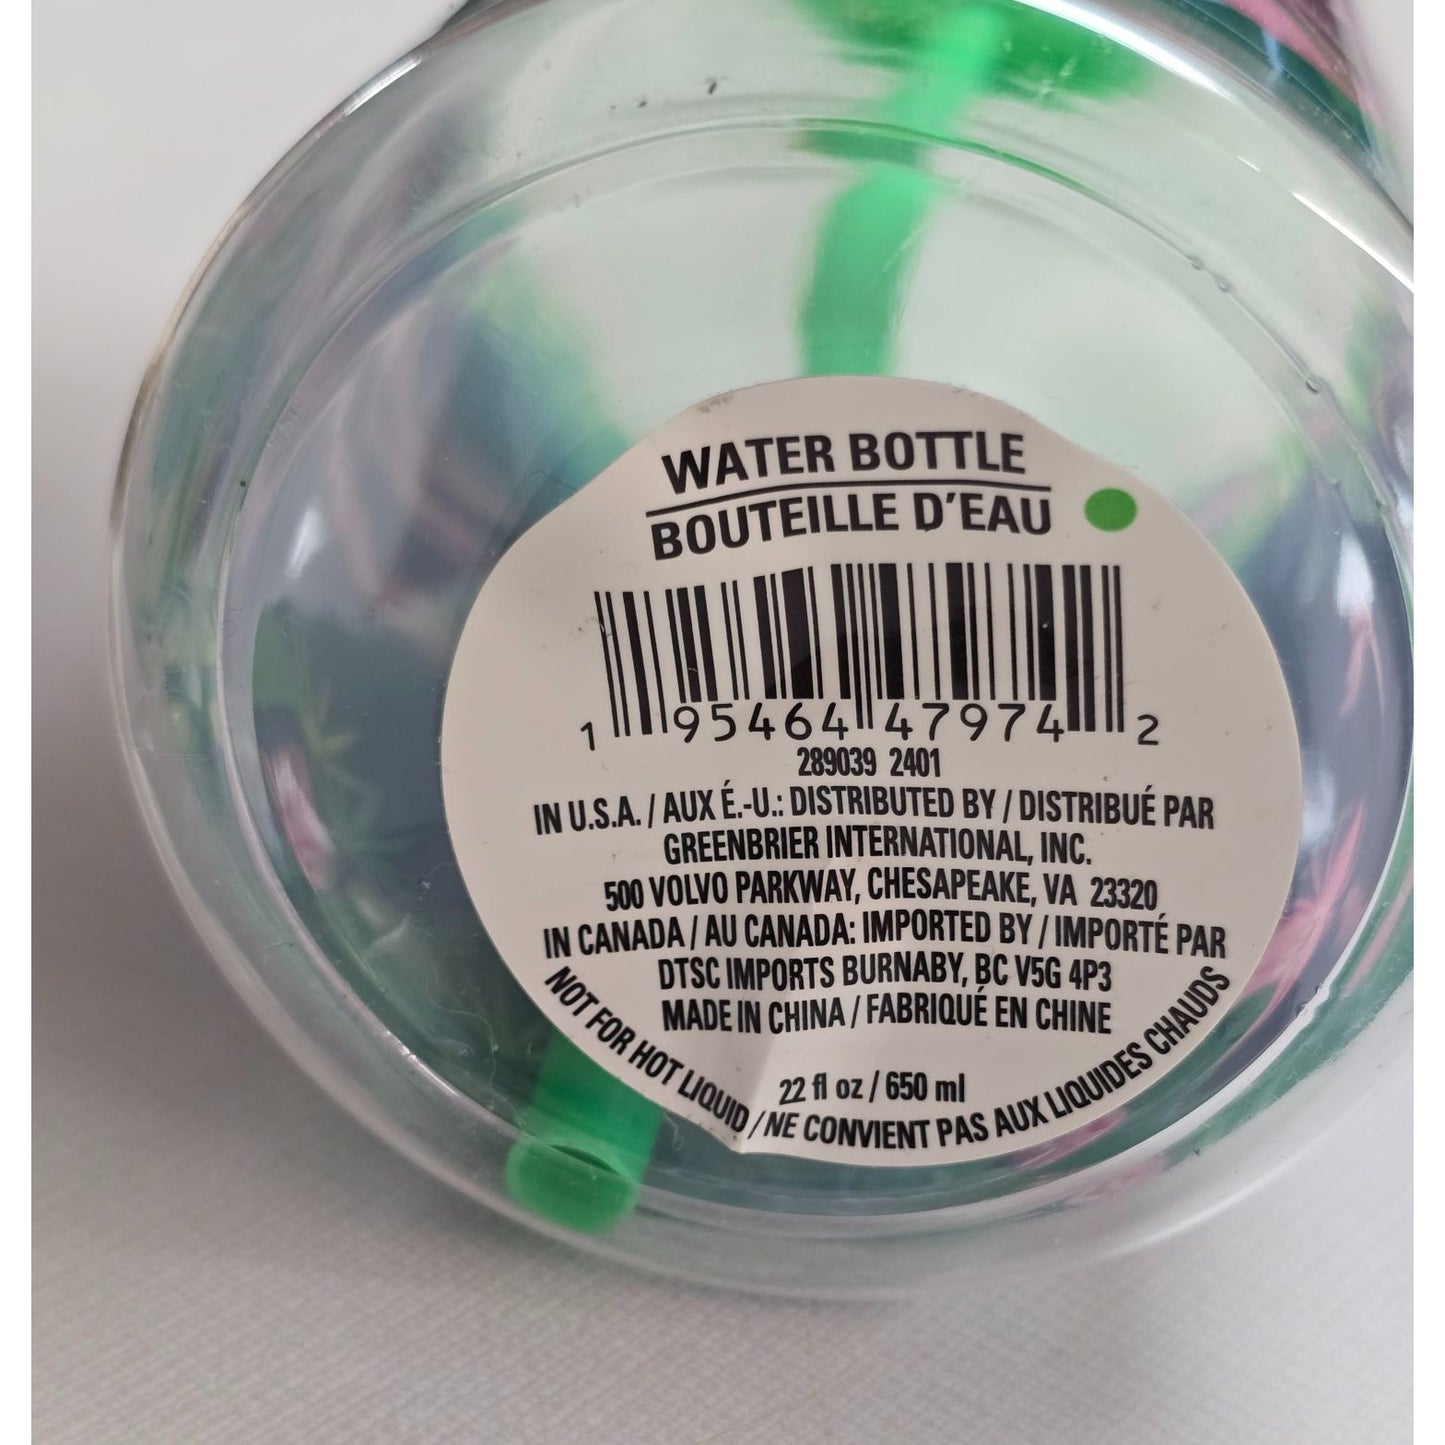 WATER BOTTLE
BOUTEILLE D'EAU
1 95464 47974 2
289039 2401
IN U.S.A. / AUX É.-U.: DISTRIBUTED BY / DISTRIBUÉ PAR
GREENBRIER INTERNATIONAL, INC.
500 VOLVO PARKWAY, CHESAPEAKE, VA 23320
IN CANADA / AU CANADA: IMPORTED BY / IMPORTÉ PAR
DTSC IMPORTS BURNABY, BC V5G 4P3
MADE IN CHINA / FABRIQUÉ EN CHINE
22 fl oz / 650 ml
NOT FOR HOT LIQUID / NE CONVIENT PAS AUX LIQUIDES CHAUDS